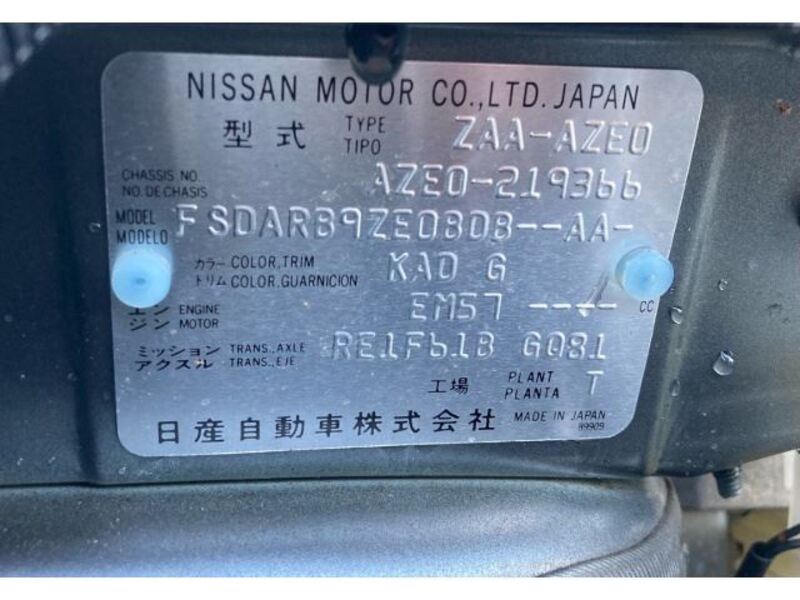 NISSAN MOTOR CO.,LTD. JAPAN
型式 TYPE TIPO ZAA-AZE0
CHASSIS NO. NO. DE CHASIS AZE0-219366
MODEL MODELO FSDARB9ZE080B--AA-
カラー COLOR, TRIM トリム COLOR, GUARNICION KAD G
エンジン ENGINE MOTOR EM57 ---- CC
ミッション TRANS., AXLE アクスル TRANS., EJE RE1F61B GQ81
工場 PLANT PLANTA T
日産自動車株式会社 MADE IN JAPAN
89909